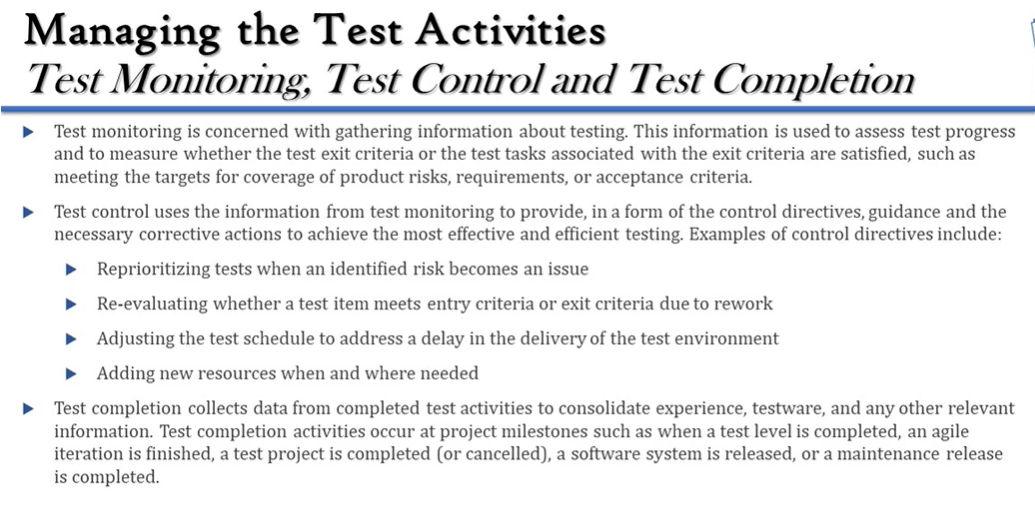 Managing the Test Activities
Test Monitoring, Test Control and Test Completion
Test monitoring is concerned with gathering information about testing. This information is used to assess test progress
and to measure whether the test exit criteria or the test tasks associated with the exit criteria are satisfied, such as
meeting the targets for coverage of product risks, requirements, or acceptance criteria.
Test control uses the information from test monitoring to provide, in a form of the control directives, guidance and the
necessary corrective actions to achieve the most effective and efficient testing. Examples of control directives include:
Reprioritizing tests when an identified risk becomes an issue
Re-evaluating whether a test item meets entry criteria or exit criteria due to rework
Adjusting the test schedule to address a delay in the delivery of the test environment
Adding new resources when and where needed
Test completion collects data from completed test activities to consolidate experience, testware, and any other relevant
information. Test completion activities occur at project milestones such as when a test level is completed, an agile
iteration is finished, a test project is completed (or cancelled), a software system is released, or a maintenance release
is completed.